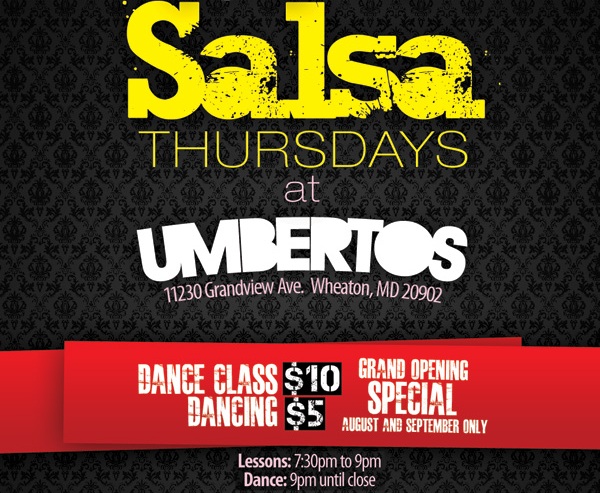 Salsa
THURSDAYS
at
UMBERTOS
11230 Grandview Ave. Wheaton, MD 20902
DANCE CLASS $10
DANCING $5
GRAND OPENING
SPECIAL
AUGUST AND SEPTEMBER ONLY
Lessons: 7:30pm to 9pm
Dance: 9pm until close